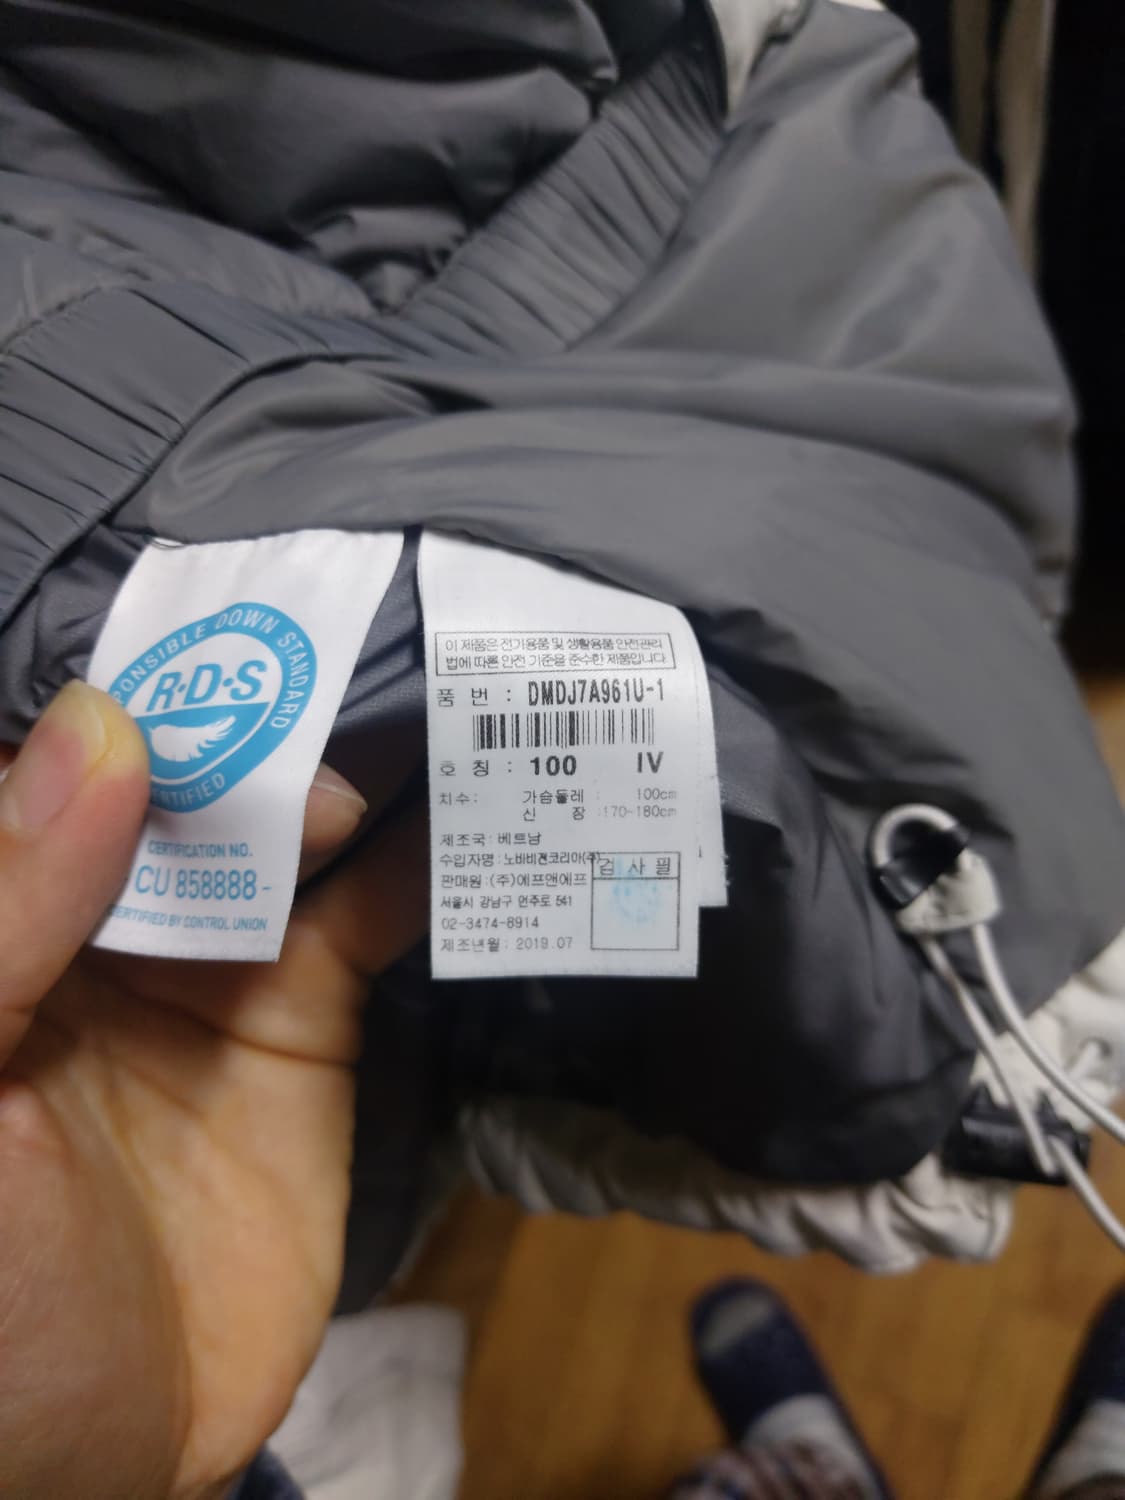 RESPONSIBLE DOWN STANDARD
R·D·S
CERTIFIED
CERTIFICATION NO.
CU 858888 -
CERTIFIED BY CONTROL UNION
이 제품은 전기용품 및 생활용품 안전관리
법에 따른 안전 기준을 준수한 제품입니다
품 번 : DMDJ7A961U-1
호 칭 : 100 IV
치수: 가슴둘레 : 100cm
신 장 :170-180cm
제조국: 베트남
수입자명: 노바비젼코리아(주)
판매원:(주)에프앤에프
서울시 강남구 언주로 541
02-3474-8914
제조년월: 2019.07
검 사 필